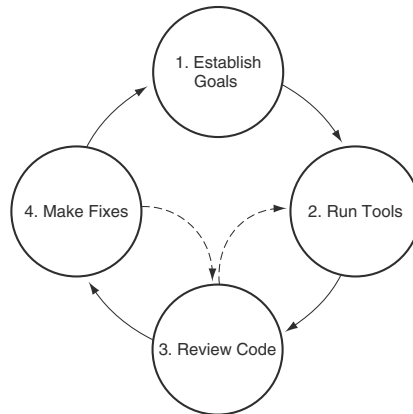 1. Establish
Goals
2. Run Tools
3. Review Code
4. Make Fixes